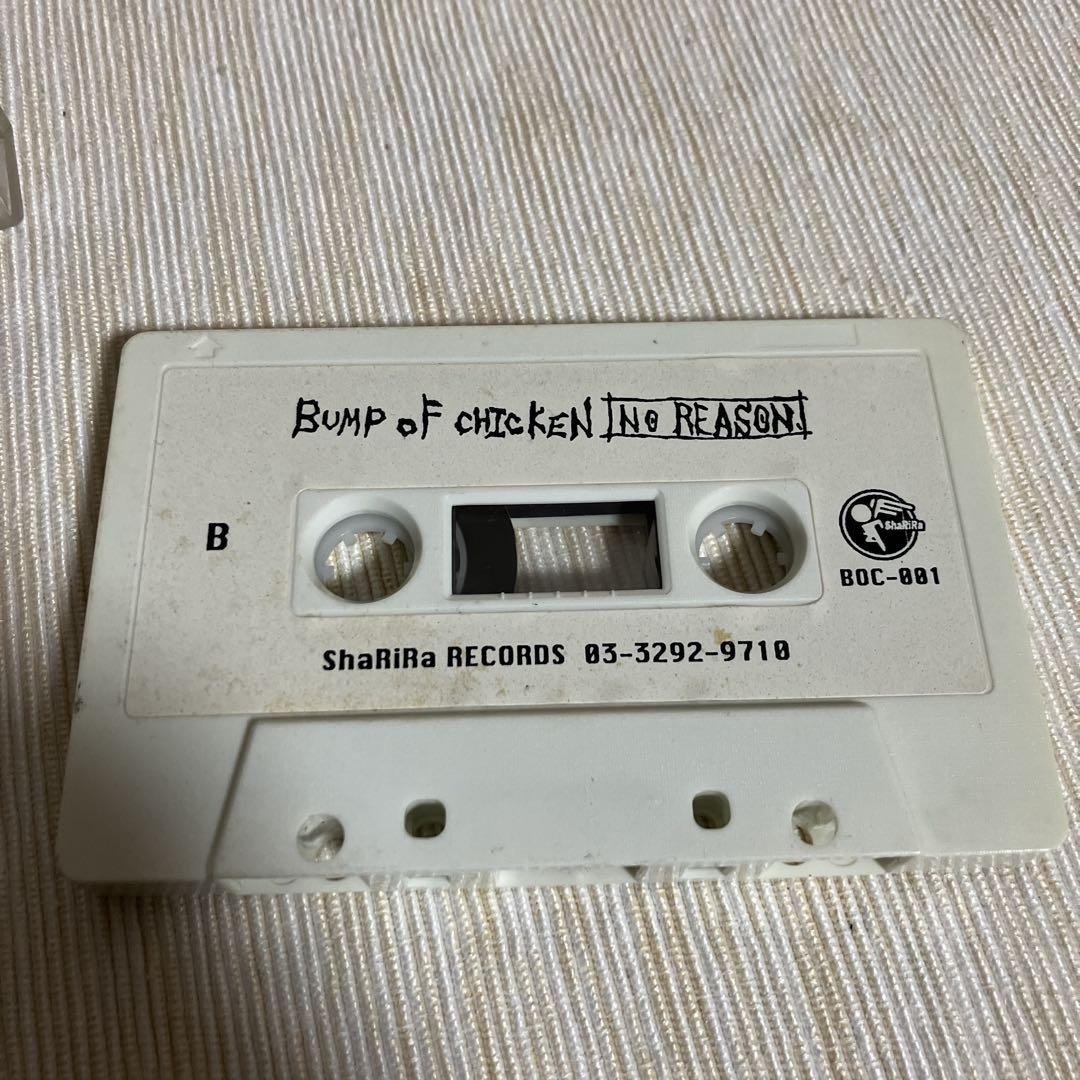 BUMP OF CHICKEN NO REASON.
B
ShaRiRa
BOC-001
ShaRiRa RECORDS 03-3292-9710